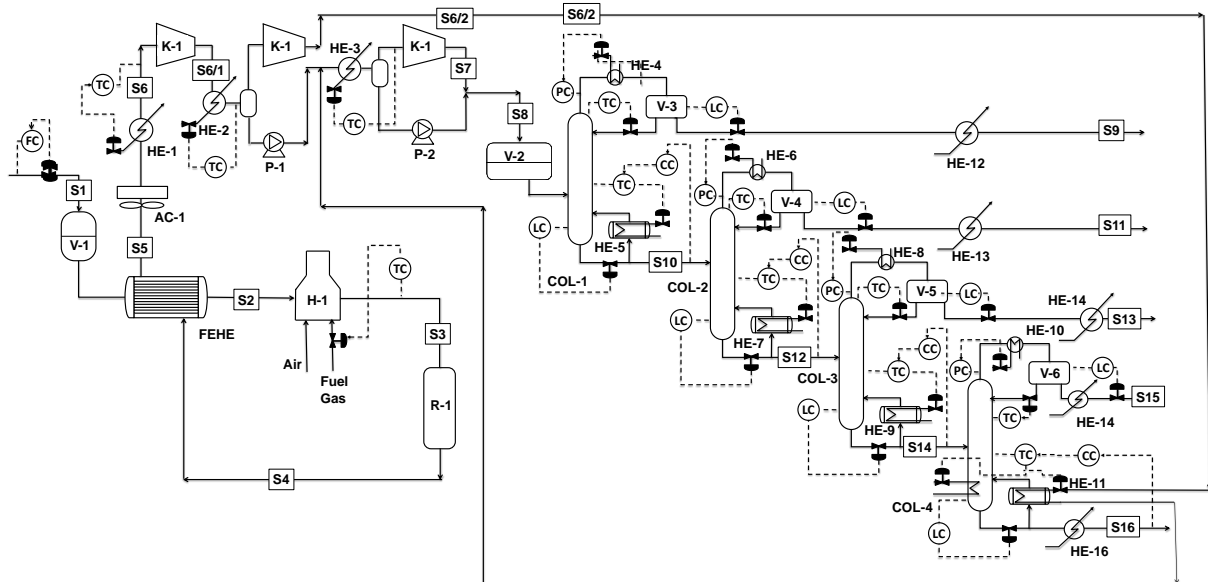 S6/2
S6/2
K-1
K-1
K-1
HE-3
S6
S6/1
S7
HE-4
TC
PC
TC
V-3
LC
S8
FC
HE-2
HE-1
TC
TC
P-1
P-2
V-2
HE-12
S9
CC
TC
HE-6
S1
AC-1
PC
TC
V-4
LC
LC
HE-5
HE-13
S11
V-1
S5
COL-1
S10
COL-2
CC
TC
HE-8
PC
TC
V-5
LC
HE-14
S13
TC
H-1
S2
FEHE
S3
LC
HE-7
HE-10
S12
COL-3
CC
TC
PC
V-6
LC
S15
HE-14
Air
Fuel
Gas
R-1
LC
HE-9
TC
S14
S4
TC
CC
HE-11
COL-4
LC
S16
HE-16